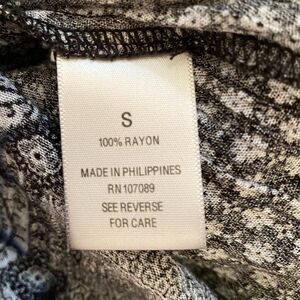 S
100% RAYON
MADE IN PHILIPPINES
RN 107089
SEE REVERSE
FOR CARE